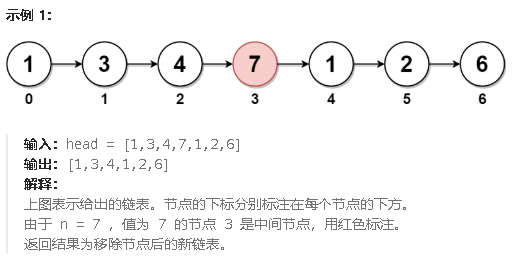 示例 1：
1 3 4 7 1 2 6
0 1 2 3 4 5 6
输入：head = [1,3,4,7,1,2,6]
输出：[1,3,4,1,2,6]
解释：
上图表示给出的链表。节点的下标分别标注在每个节点的下方。
由于 n = 7 ，值为 7 的节点 3 是中间节点，用红色标注。
返回结果为移除节点后的新链表。